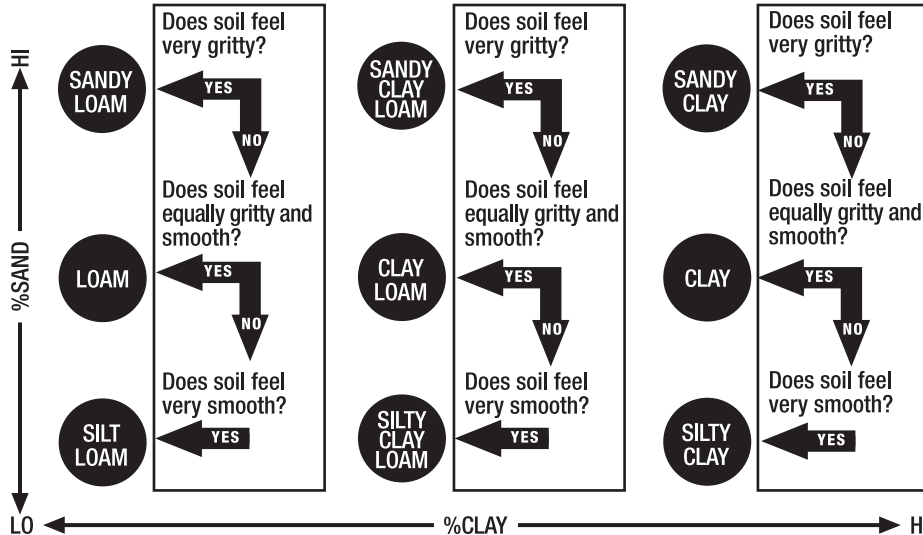 Does soil feel
very gritty?
SANDY
LOAM
YES
NO
Does soil feel
equally gritty and
smooth?
LOAM
YES
NO
Does soil feel
very smooth?
SILT
LOAM
YES
Does soil feel
very gritty?
SANDY
CLAY
LOAM
YES
NO
Does soil feel
equally gritty and
smooth?
CLAY
LOAM
YES
NO
Does soil feel
very smooth?
SILTY
CLAY
LOAM
YES
Does soil feel
very gritty?
SANDY
CLAY
YES
NO
Does soil feel
equally gritty and
smooth?
CLAY
YES
NO
Does soil feel
very smooth?
SILTY
CLAY
YES
HI
%SAND
LO
%CLAY
H